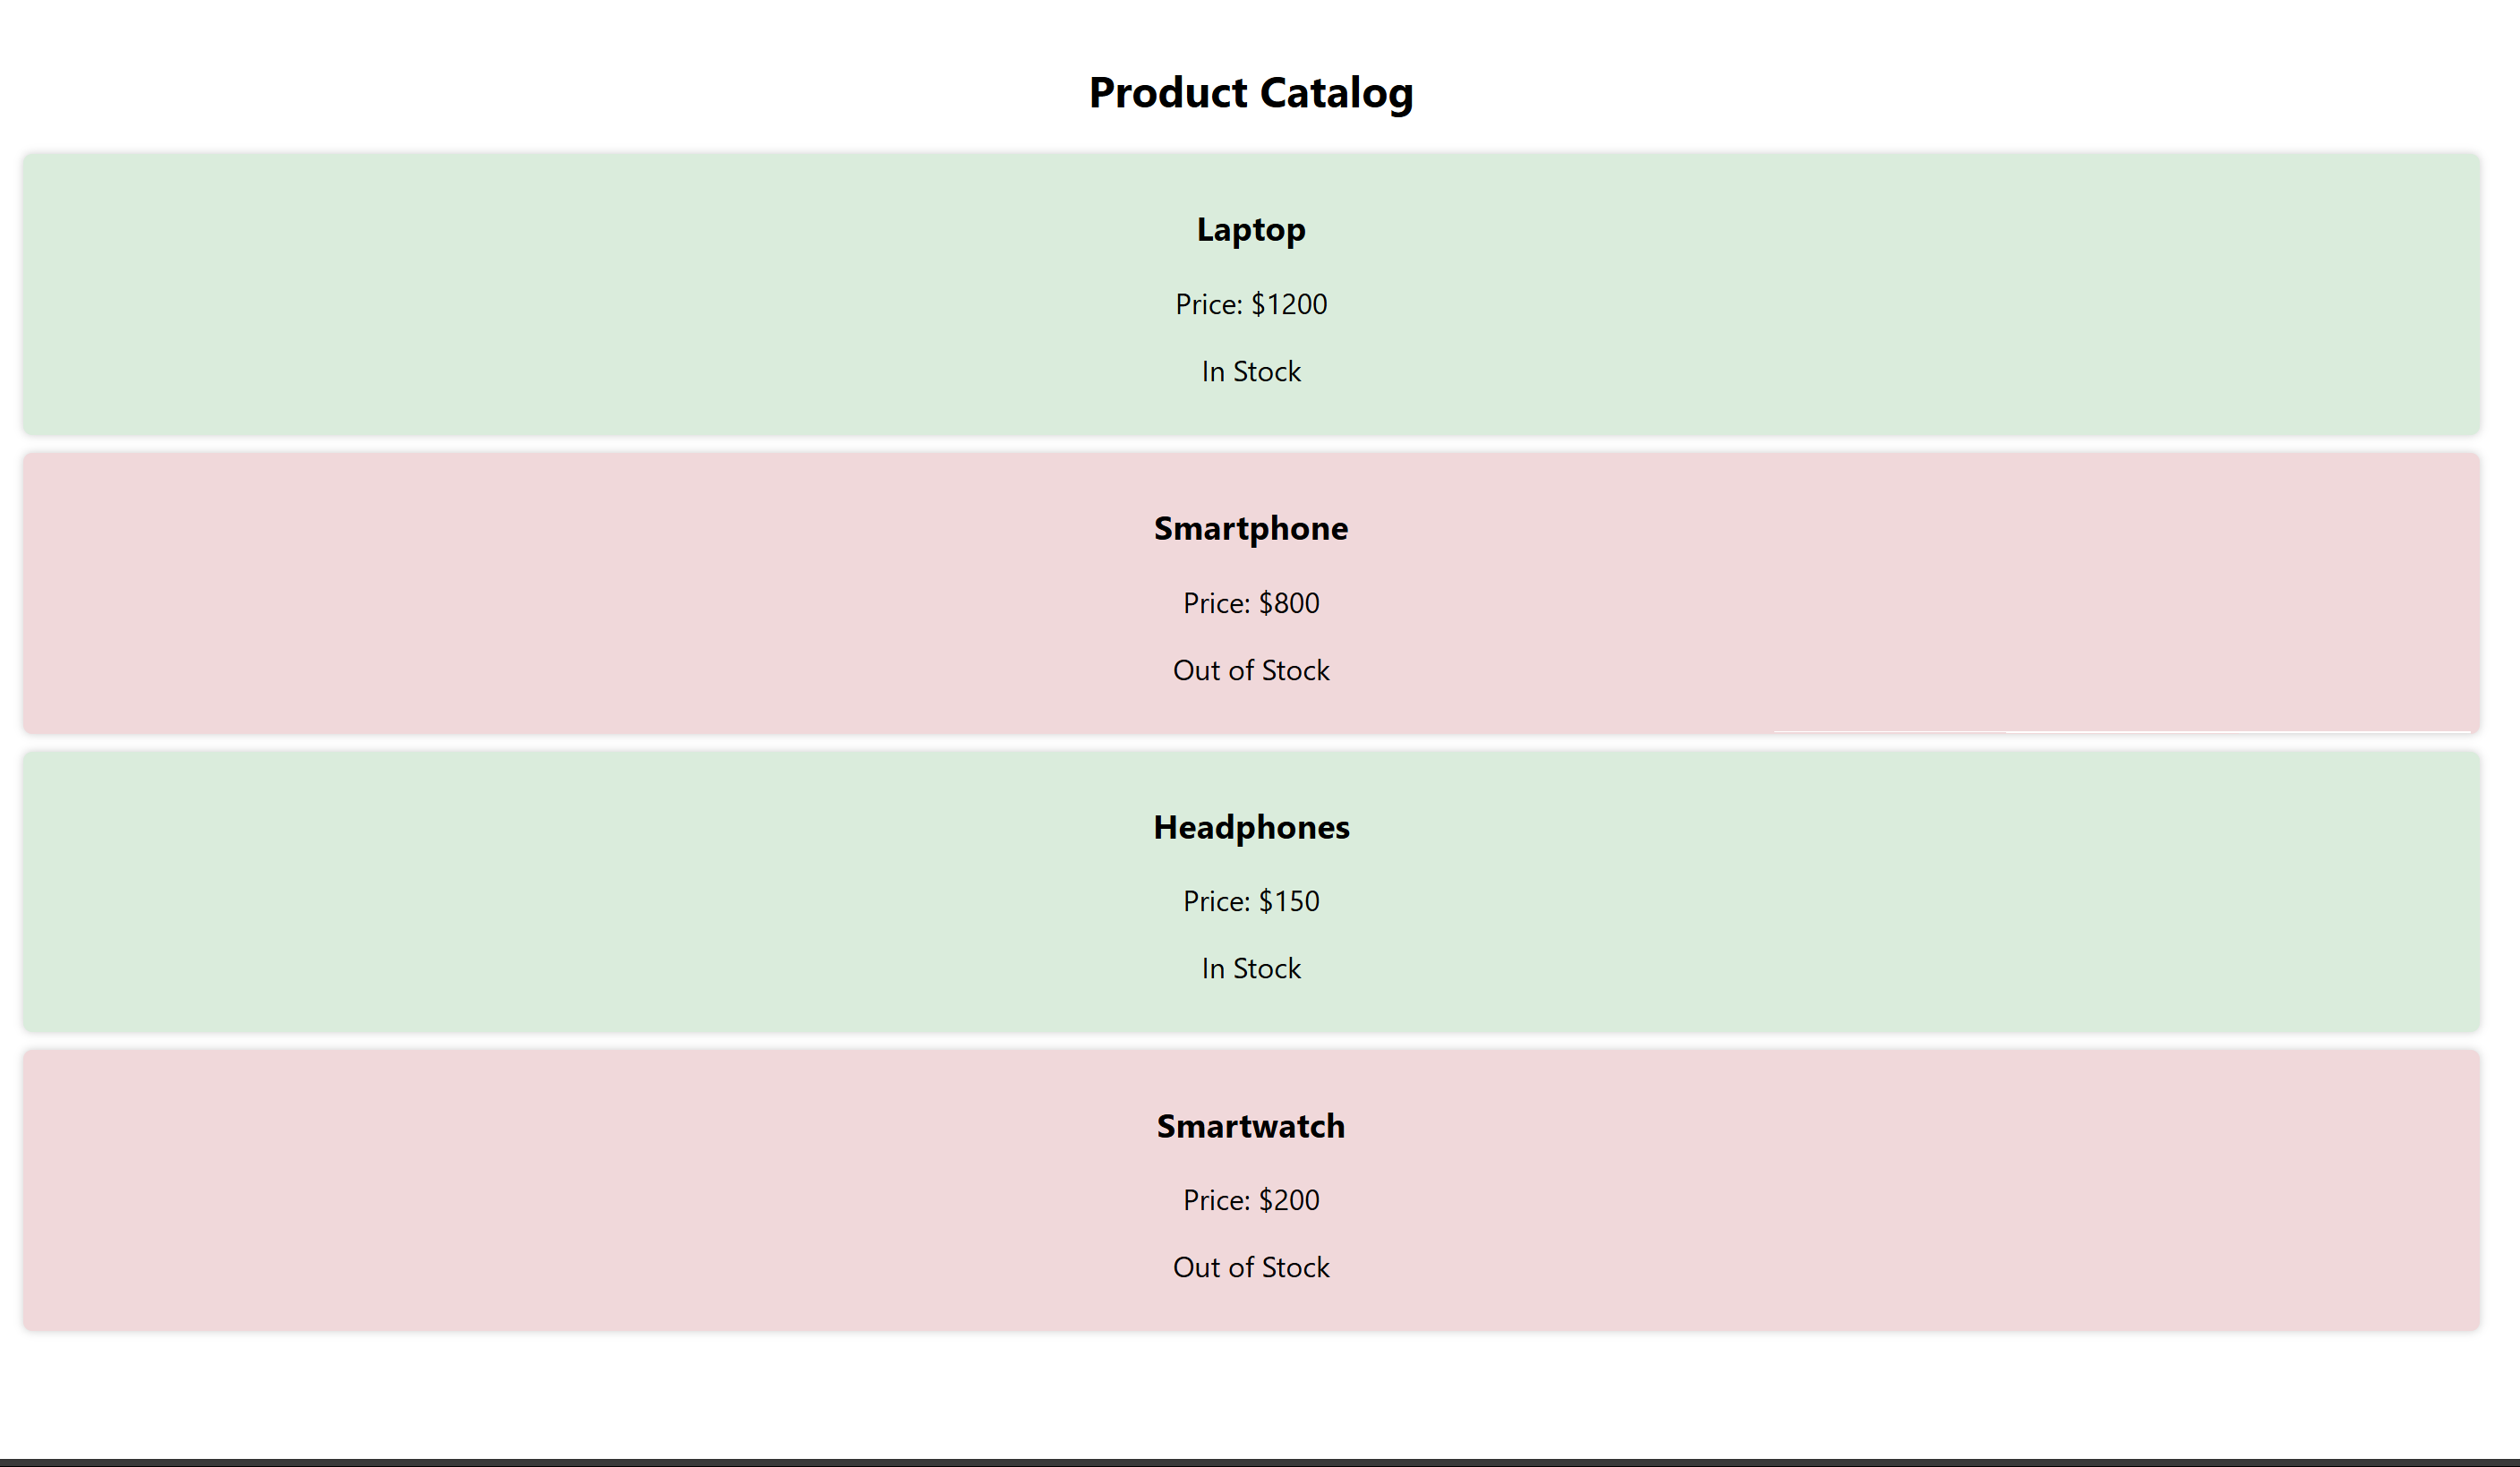 Product Catalog
Laptop
Price: $1200
In Stock
Smartphone
Price: $800
Out of Stock
Headphones
Price: $150
In Stock
Smartwatch
Price: $200
Out of Stock